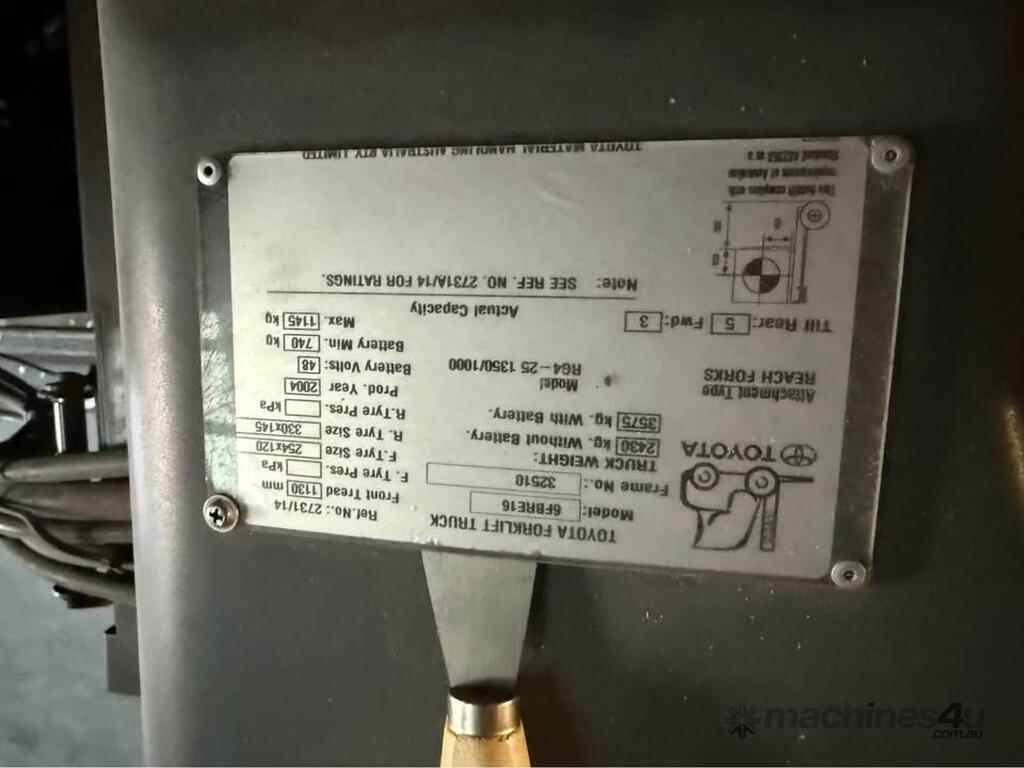 TOYOTA FORKLIFT TRUCK
Model: 6FBRE16
Frame No.: 32510
TRUCK WEIGHT:
2430 kg. Without Battery.
3575 kg. With Battery.
Ref.No.: 2731/14
Front Tread 1130 mm
F. Tyre Pres. kPa
F.Tyre Size 254x120
R. Tyre Size 330x145
R.Tyre Pres. kPa
Prod. Year 2004
Battery Volts: 48
Battery Min. 740 kg
Max. 1145 kg
TOYOTA
Attachment Type
REACH FORKS
Model
RG4-25 1350/1000
Tilt Rear: 5 Fwd: 3
Actual Capacity
Note: SEE REF. NO. 2731A/14 FOR RATINGS.
D
H
B
This forklift complies with
requirements of Australian
Standard AS2359 as a
TOYOTA MATERIAL HANDLING AUSTRALIA PTY. LIMITED
machines4u
.com.au